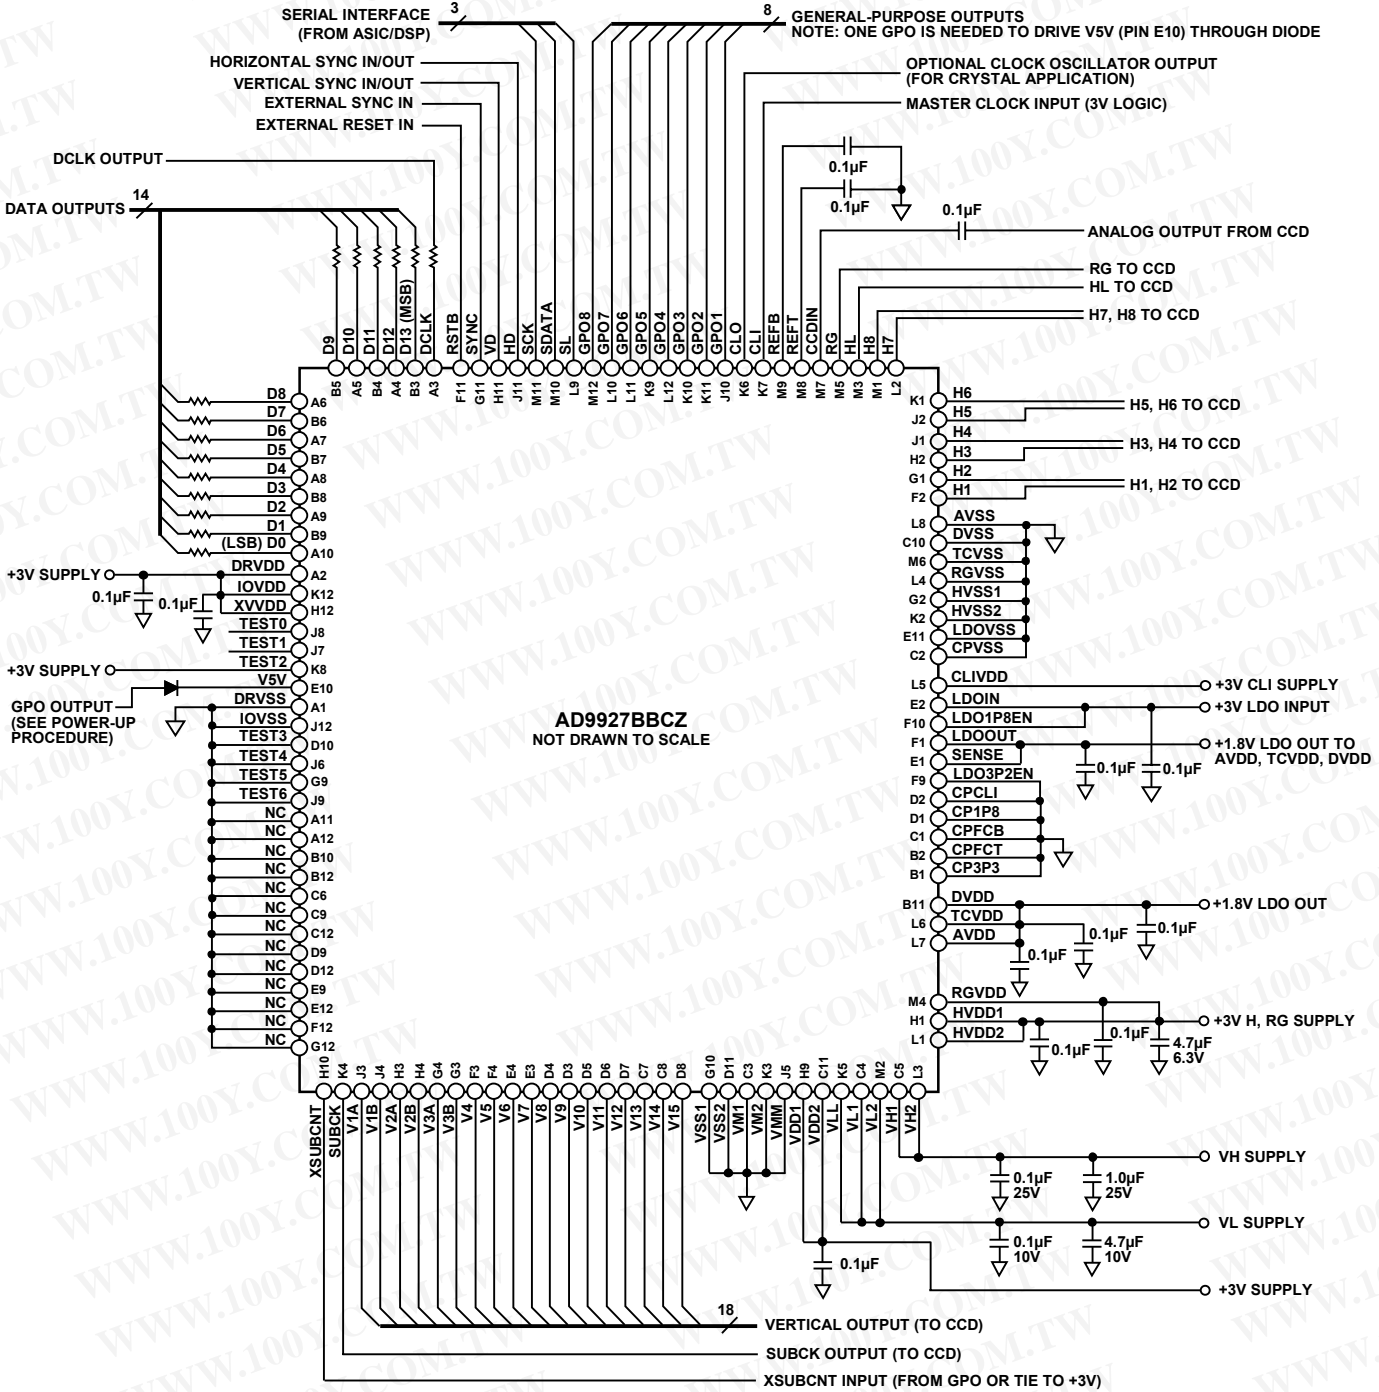 SERIAL INTERFACE
(FROM ASIC/DSP)
3
8
GENERAL-PURPOSE OUTPUTS
NOTE: ONE GPO IS NEEDED TO DRIVE V5V (PIN E10) THROUGH DIODE
HORIZONTAL SYNC IN/OUT
VERTICAL SYNC IN/OUT
EXTERNAL SYNC IN
EXTERNAL RESET IN
OPTIONAL CLOCK OSCILLATOR OUTPUT
(FOR CRYSTAL APPLICATION)
MASTER CLOCK INPUT (3V LOGIC)
DCLK OUTPUT
DATA OUTPUTS
14
0.1µF
0.1µF
0.1µF
ANALOG OUTPUT FROM CCD
RG TO CCD
HL TO CCD
H7, H8 TO CCD
D9
D10
D11
D12
D13 (MSB)
DCLK
RSTB
SYNC
VD
HD
SCK
SDATA
SL
GPO8
GPO7
GPO6
GPO5
GPO4
GPO3
GPO2
GPO1
CLO
CLI
REFB
REFT
CCDIN
RG
HL
H8
H7
B5
A5
B4
A4
B3
A3
F11
G11
H11
J11
M11
M10
L9
M12
L10
L11
K9
L12
K10
K11
J10
K6
K7
M9
M8
M7
M5
M3
M1
L2
D8 A6
D7 B6
D6 A7
D5 B7
D4 A8
D3 B8
D2 A9
D1 B9
(LSB) D0 A10
+3V SUPPLY
DRVDD A2
0.1µF
0.1µF
IOVDD K12
XVVDD H12
TEST0 J8
TEST1 J7
+3V SUPPLY
TEST2 K8
V5V E10
GPO OUTPUT
(SEE POWER-UP
PROCEDURE)
DRVSS A1
IOVSS J12
TEST3 D10
TEST4 J6
TEST5 G9
TEST6 J9
NC A11
NC A12
NC B10
NC B12
NC C6
NC C9
NC C12
NC D9
NC D12
NC E9
NC E12
NC F12
NC G12
AD9927BBCZ
NOT DRAWN TO SCALE
K1 H6
J2 H5
H5, H6 TO CCD
J1 H4
H2 H3
H3, H4 TO CCD
G1 H2
F2 H1
H1, H2 TO CCD
L8 AVSS
C10 DVSS
M6 TCVSS
L4 RGVSS
G2 HVSS1
K2 HVSS2
E11 LDOVSS
C2 CPVSS
L5 CLIVDD
+3V CLI SUPPLY
E2 LDOIN
+3V LDO INPUT
F10 LDO1P8EN
F1 LDOOUT
+1.8V LDO OUT TO
AVDD, TCVDD, DVDD
E1 SENSE
0.1µF
0.1µF
F9 LDO3P2EN
D2 CPCLI
D1 CP1P8
C1 CPFCB
B2 CPFCT
B1 CP3P3
B11 DVDD
+1.8V LDO OUT
L6 TCVDD
L7 AVDD
0.1µF
0.1µF
0.1µF
M4 RGVDD
H1 HVDD1
+3V H, RG SUPPLY
L1 HVDD2
0.1µF
0.1µF
4.7µF
6.3V
H10
K4
J3
J4
H3
H4
G4
G3
F3
F4
E4
E3
D4
D3
D5
D6
D7
C7
C8
D8
G10
D11
C3
K3
J5
H9
C11
K5
C4
M2
C5
L3
XSUBCNT
SUBCK
V1A
V1B
V2A
V2B
V3A
V3B
V4
V5
V6
V7
V8
V9
V10
V11
V12
V13
V14
V15
VSS1
VSS2
VM1
VM2
VMM
VDD1
VDD2
VLL
VL1
VL2
VH1
VH2
VH SUPPLY
0.1µF
25V
1.0µF
25V
VL SUPPLY
0.1µF
10V
4.7µF
10V
0.1µF
+3V SUPPLY
18
VERTICAL OUTPUT (TO CCD)
SUBCK OUTPUT (TO CCD)
XSUBCNT INPUT (FROM GPO OR TIE TO +3V)
WWW.100Y.COM.TW